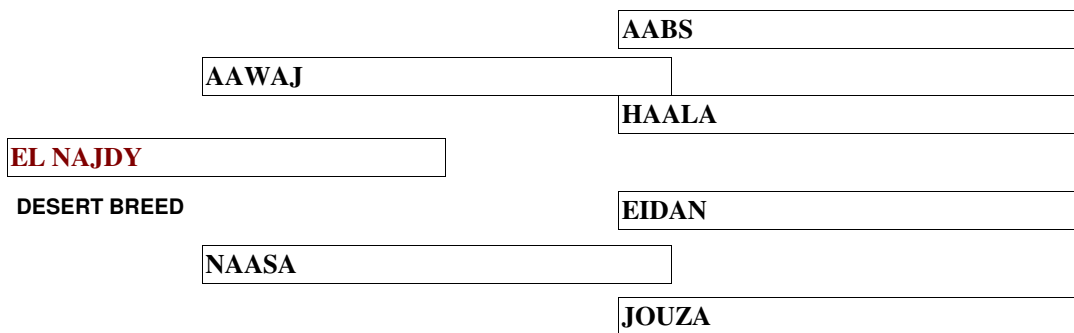 AABS
AAWAJ
HAALA
EL NAJDY
DESERT BREED
EIDAN
NAASA
JOUZA